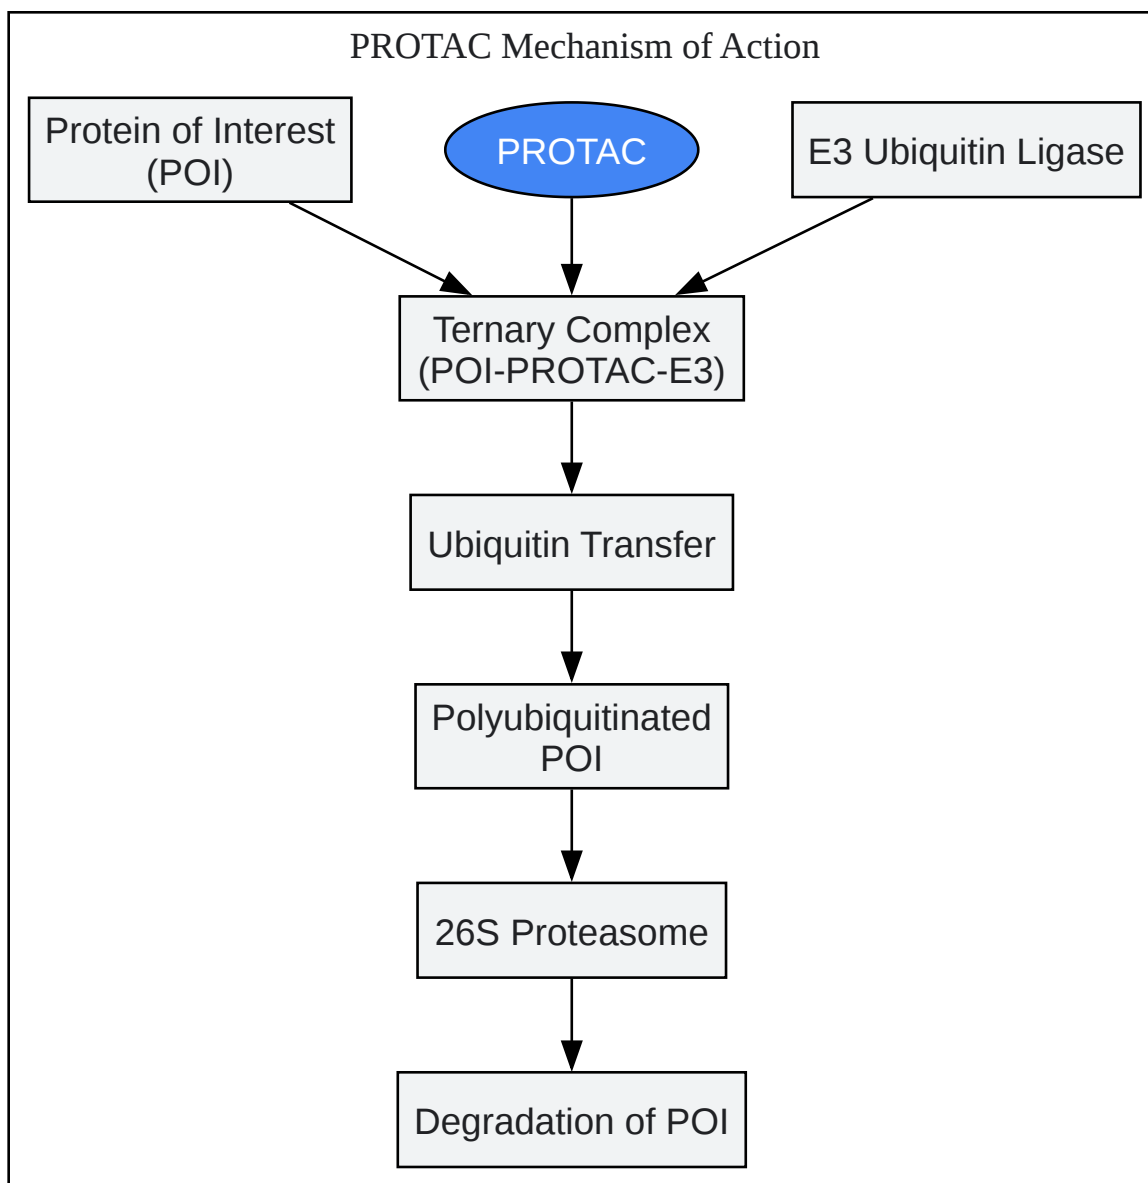 PROTAC Mechanism of Action
Protein of Interest
(POI)
PROTAC
E3 Ubiquitin Ligase
Ternary Complex
(POI-PROTAC-E3)
Ubiquitin Transfer
Polyubiquitinated
POI
26S Proteasome
Degradation of POI